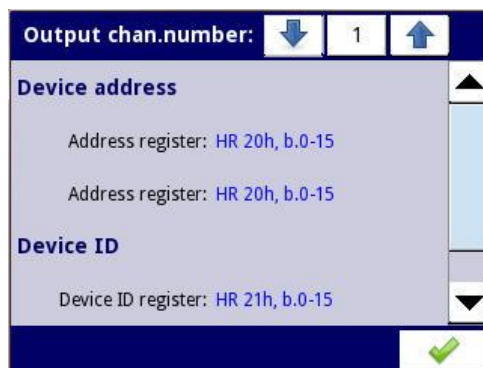 Output chan.number: 1
Device address
Address register: HR 20h, b.0-15
Address register: HR 20h, b.0-15
Device ID
Device ID register: HR 21h, b.0-15